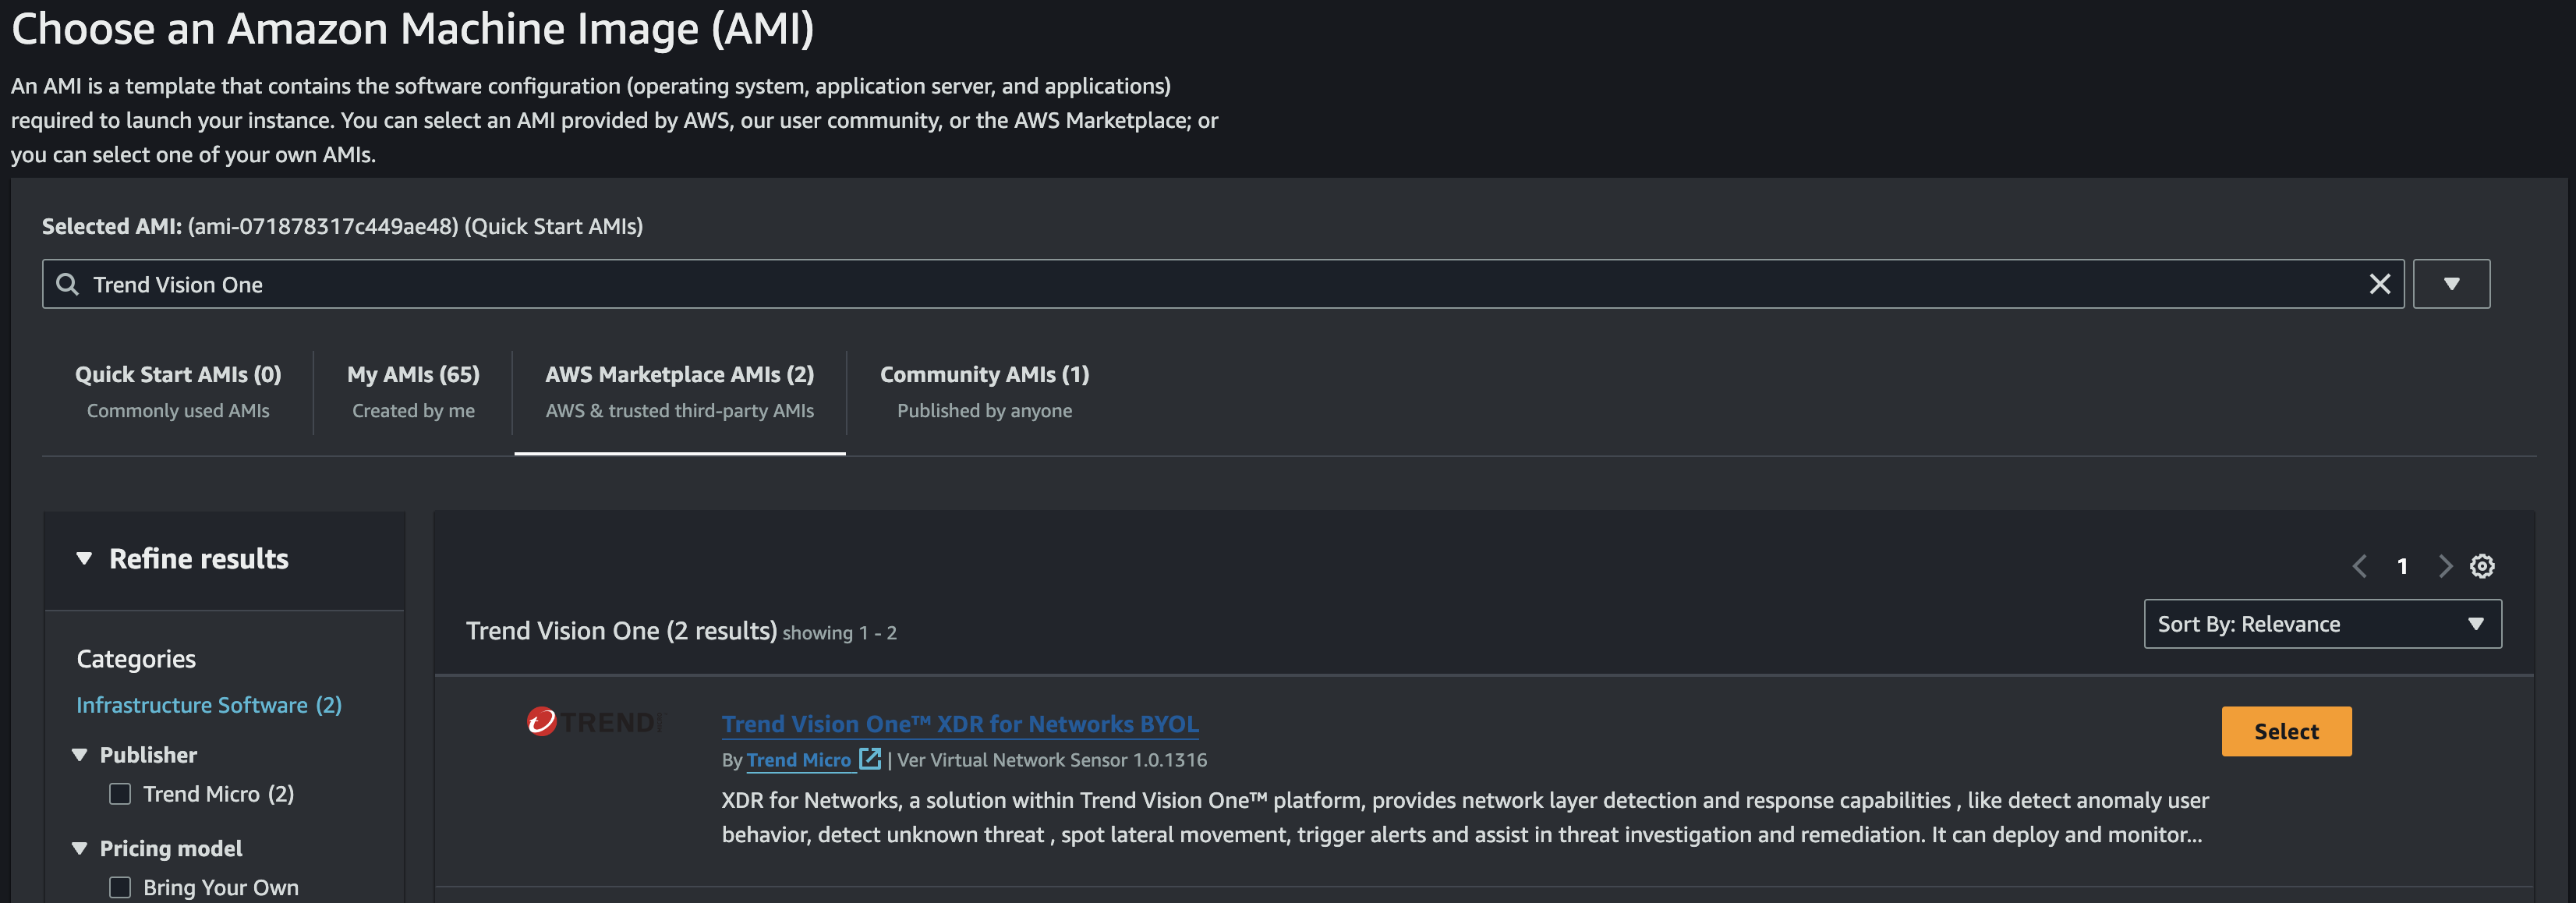 Choose an Amazon Machine Image (AMI)
An AMI is a template that contains the software configuration (operating system, application server, and applications)
required to launch your instance. You can select an AMI provided by AWS, our user community, or the AWS Marketplace; or
you can select one of your own AMIs.
Selected AMI: (ami-071878317c449ae48) (Quick Start AMIs)
Trend Vision One
Quick Start AMIs (0)
Commonly used AMIs
My AMIs (65)
Created by me
AWS Marketplace AMIs (2)
AWS & trusted third-party AMIs
Community AMIs (1)
Published by anyone
Refine results
Categories
Infrastructure Software (2)
Publisher
Trend Micro (2)
Pricing model
Bring Your Own
1
Trend Vision One (2 results) showing 1 - 2
Sort By: Relevance
TREND
Trend Vision One™ XDR for Networks BYOL
By Trend Micro | Ver Virtual Network Sensor 1.0.1316
XDR for Networks, a solution within Trend Vision One™ platform, provides network layer detection and response capabilities , like detect anomaly user
behavior, detect unknown threat , spot lateral movement, trigger alerts and assist in threat investigation and remediation. It can deploy and monitor...
Select